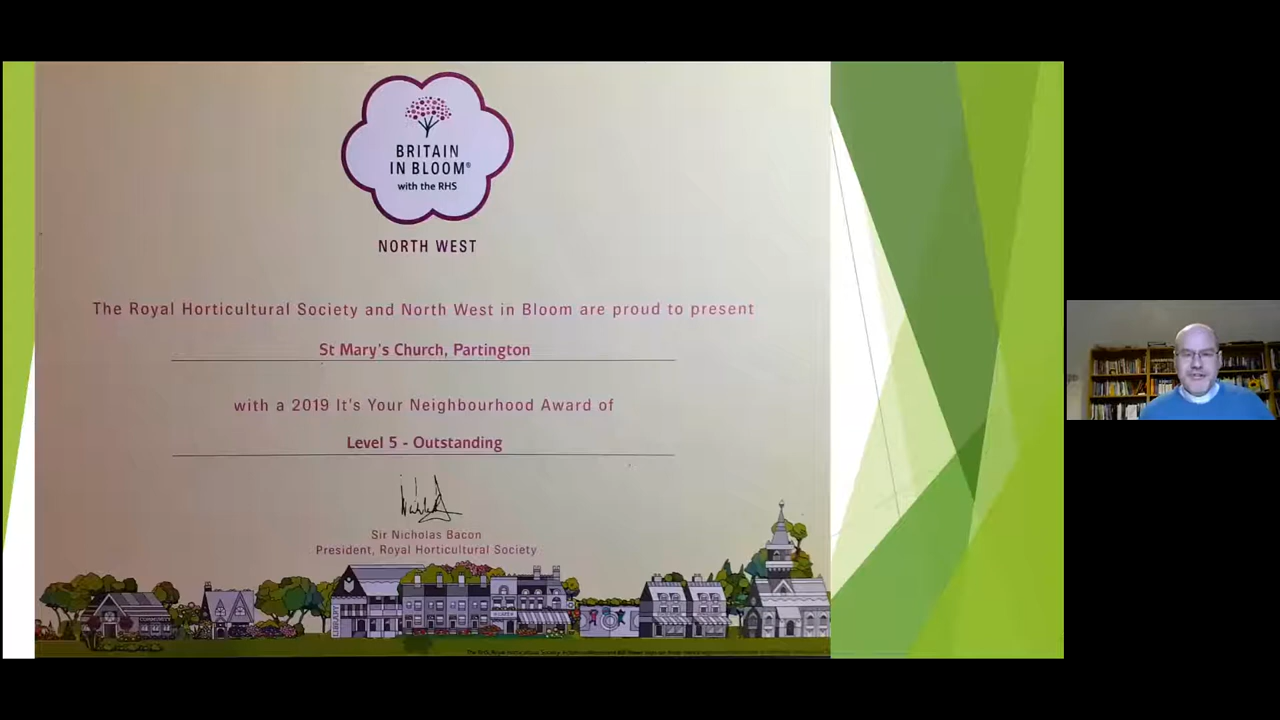 BRITAIN
IN BLOOM®
with the RHS
NORTH WEST
The Royal Horticultural Society and North West in Bloom are proud to present
St Mary's Church, Partington
with a 2019 It's Your Neighbourhood Award of
Level 5 - Outstanding
Sir Nicholas Bacon
President, Royal Horticultural Society
COMMUNITY